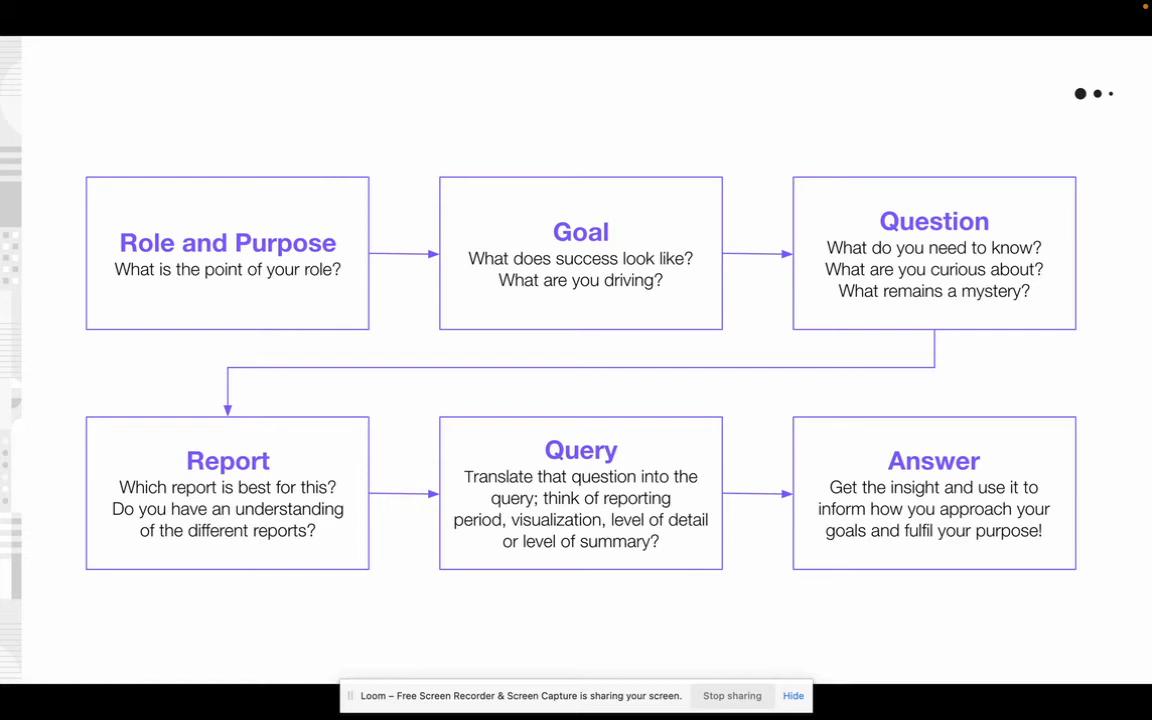 Role and Purpose
What is the point of your role?
Goal
What does success look like?
What are you driving?
Question
What do you need to know?
What are you curious about?
What remains a mystery?
Report
Which report is best for this?
Do you have an understanding
of the different reports?
Query
Translate that question into the
query; think of reporting
period, visualization, level of detail
or level of summary?
Answer
Get the insight and use it to
inform how you approach your
goals and fulfil your purpose!
Loom – Free Screen Recorder & Screen Capture is sharing your screen.
Stop sharing
Hide